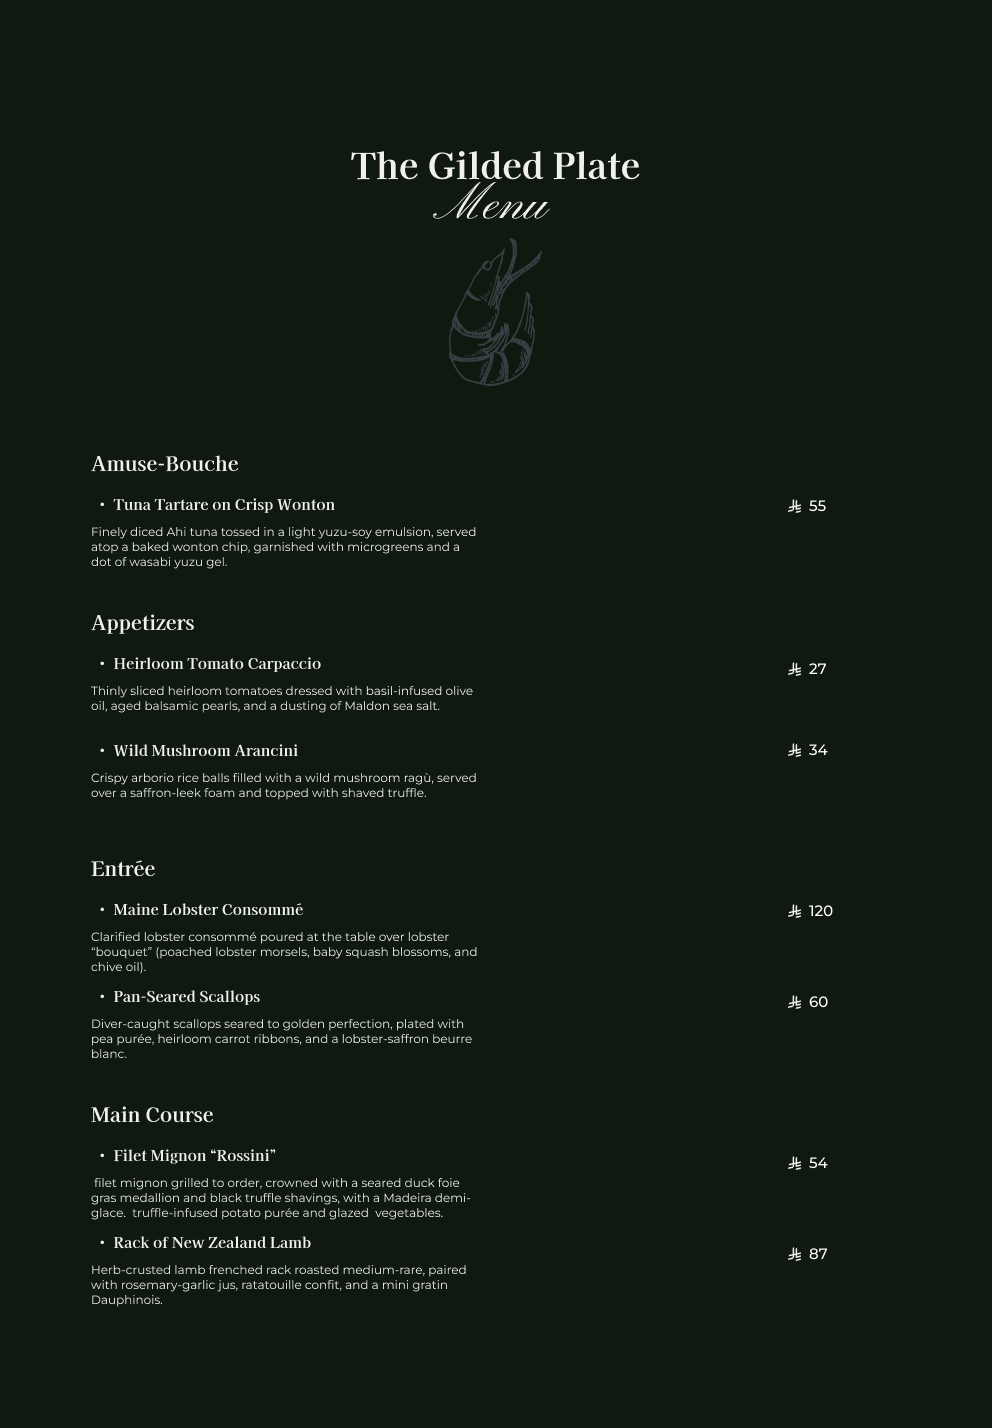 The Gilded Plate
Menu
Amuse-Bouche
• Tuna Tartare on Crisp Wonton
⃁ 55
Finely diced Ahi tuna tossed in a light yuzu-soy emulsion, served
atop a baked wonton chip, garnished with microgreens and a
dot of wasabi yuzu gel.
Appetizers
• Heirloom Tomato Carpaccio
⃁ 27
Thinly sliced heirloom tomatoes dressed with basil-infused olive
oil, aged balsamic pearls, and a dusting of Maldon sea salt.
• Wild Mushroom Arancini
⃁ 34
Crispy arborio rice balls filled with a wild mushroom ragù, served
over a saffron-leek foam and topped with shaved truffle.
Entrée
• Maine Lobster Consommé
⃁ 120
Clarified lobster consommé poured at the table over lobster
“bouquet” (poached lobster morsels, baby squash blossoms, and
chive oil).
• Pan-Seared Scallops
⃁ 60
Diver-caught scallops seared to golden perfection, plated with
pea purée, heirloom carrot ribbons, and a lobster-saffron beurre
blanc.
Main Course
• Filet Mignon “Rossini”
⃁ 54
filet mignon grilled to order, crowned with a seared duck foie
gras medallion and black truffle shavings, with a Madeira demi-
glace.  truffle-infused potato purée and glazed  vegetables.
• Rack of New Zealand Lamb
⃁ 87
Herb-crusted lamb frenched rack roasted medium-rare, paired
with rosemary-garlic jus, ratatouille confit, and a mini gratin
Dauphinois.